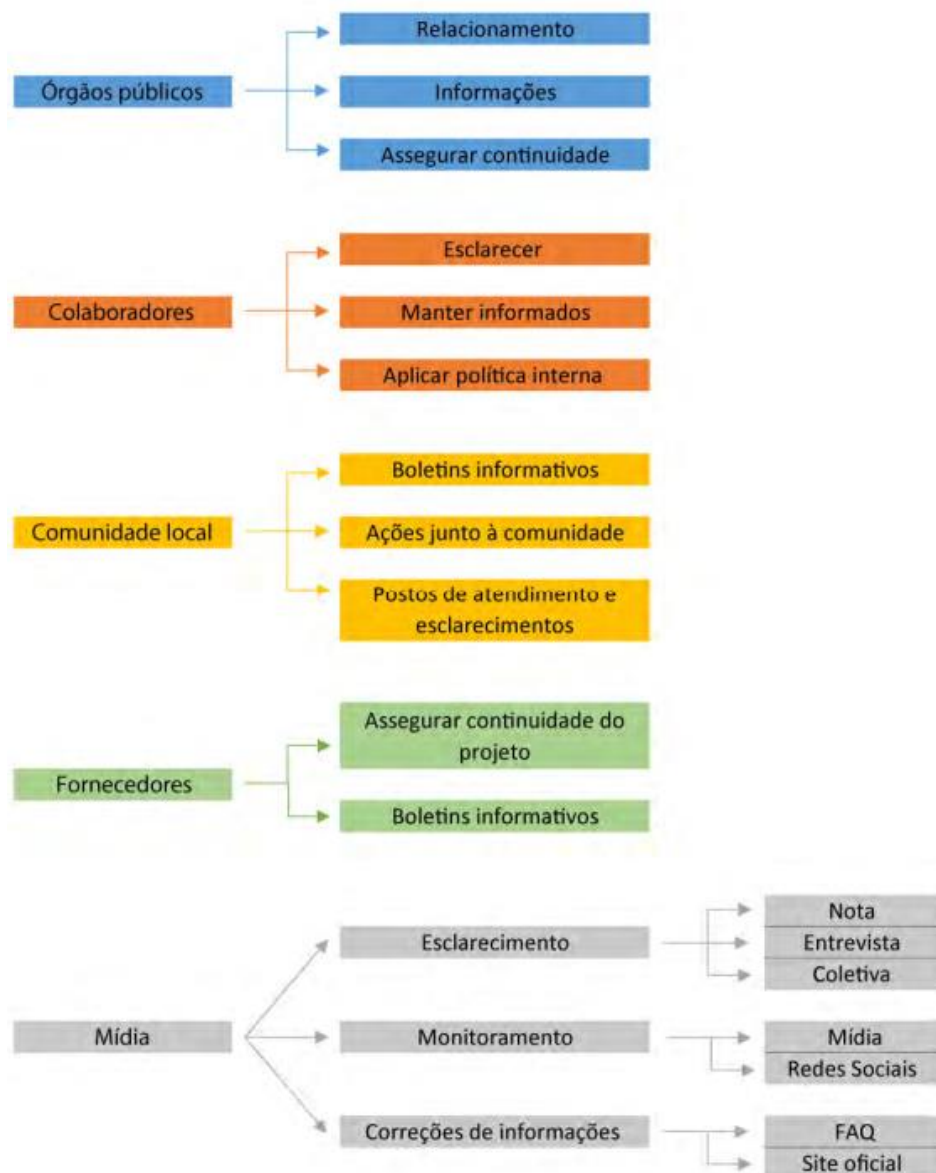 Órgãos públicos
Relacionamento
Informações
Assegurar continuidade
Colaboradores
Esclarecer
Manter informados
Aplicar política interna
Comunidade local
Boletins informativos
Ações junto à comunidade
Postos de atendimento e
esclarecimentos
Fornecedores
Assegurar continuidade do
projeto
Boletins informativos
Mídia
Esclarecimento
Nota
Entrevista
Coletiva
Monitoramento
Mídia
Redes Sociais
Correções de informações
FAQ
Site oficial